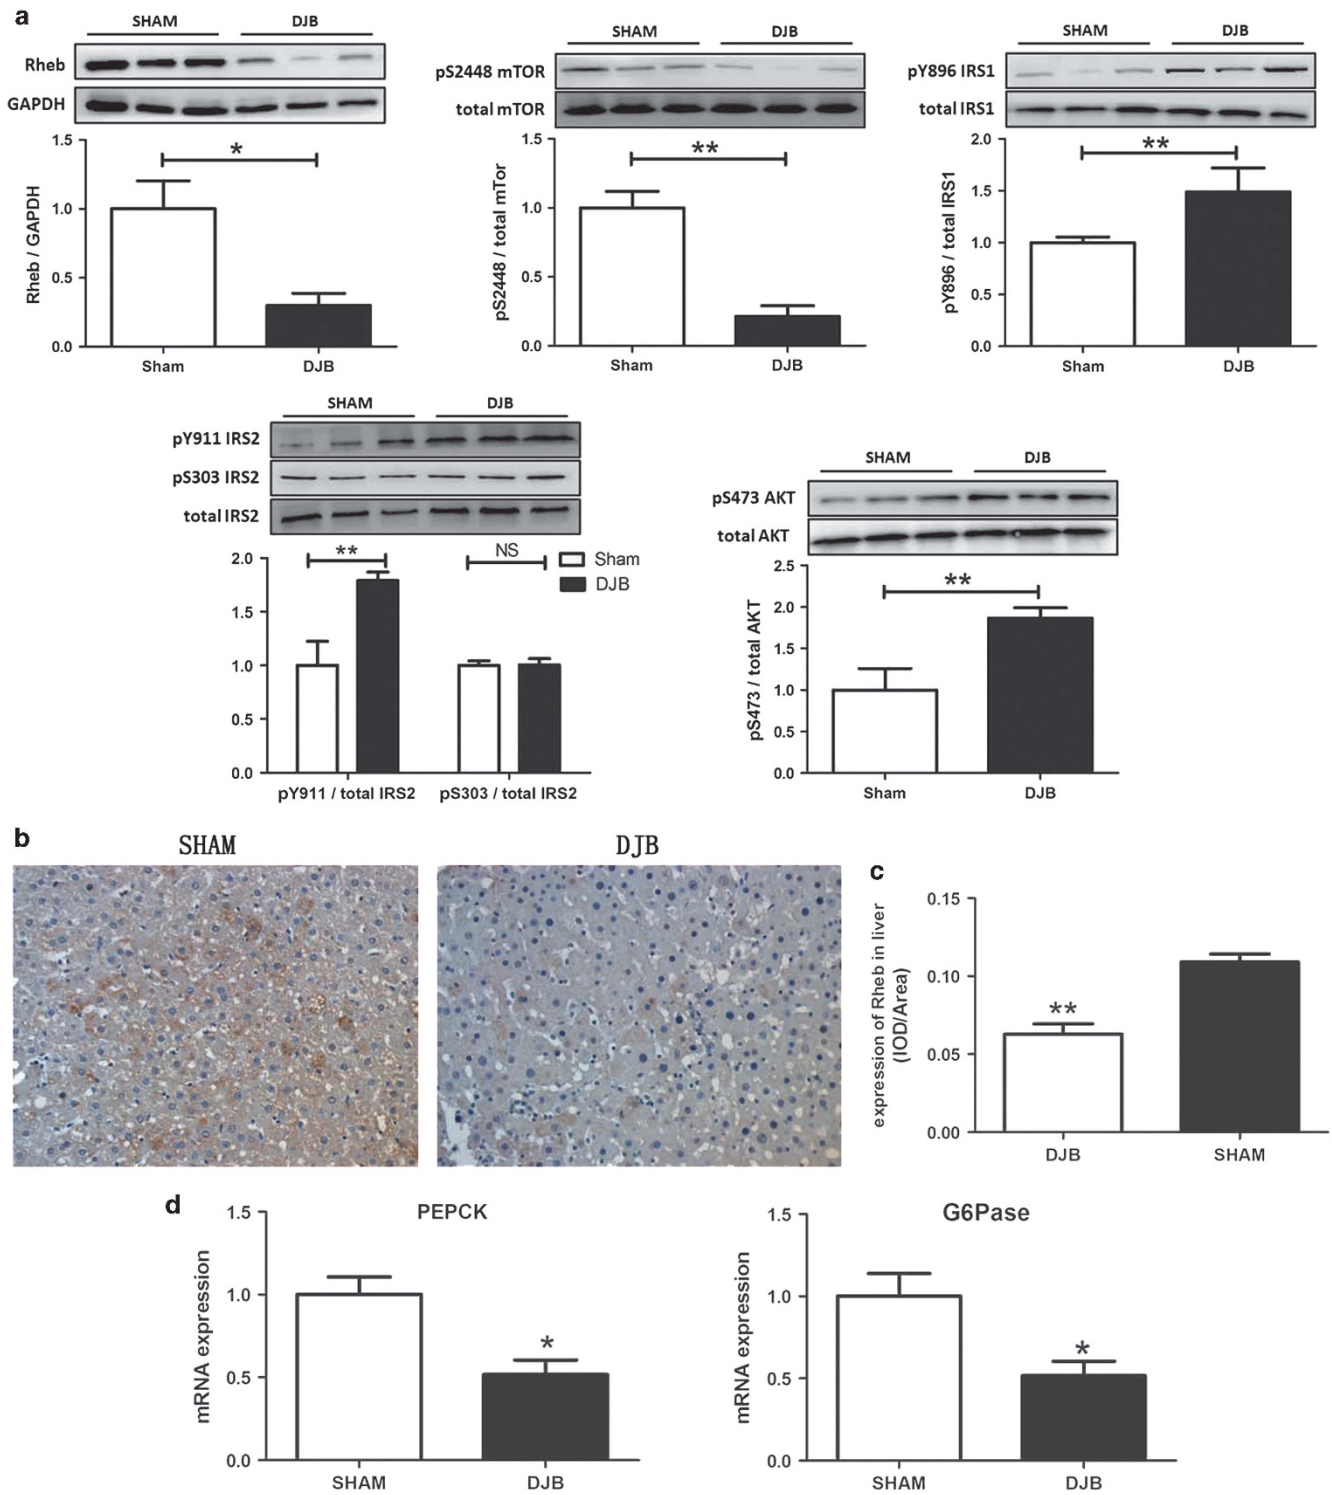 a
SHAM DJB
Rheb
GAPDH
1.5
1.0
0.5
0.0
Rheb / GAPDH
*
Sham DJB
SHAM DJB
pS2448 mTOR
total mTOR
1.5
1.0
0.5
0.0
pS2448 / total mTor
**
Sham DJB
SHAM DJB
pY896 IRS1
total IRS1
2.0
1.5
1.0
0.5
0.0
pY896 / total IRS1
**
Sham DJB
SHAM DJB
pY911 IRS2
pS303 IRS2
total IRS2
2.0
1.5
1.0
0.5
0.0
**
NS
Sham
DJB
pY911 / total IRS2 pS303 / total IRS2
SHAM DJB
pS473 AKT
total AKT
2.5
2.0
1.5
1.0
0.5
0.0
pS473 / total AKT
**
Sham DJB
b
SHAM DJB
c
0.15
0.10
0.05
0.00
expression of Rheb in liver
(IOD/Area)
**
DJB SHAM
d
PEPCK
1.5
1.0
0.5
0.0
mRNA expression
*
SHAM DJB
G6Pase
1.5
1.0
0.5
0.0
mRNA expression
*
SHAM DJB